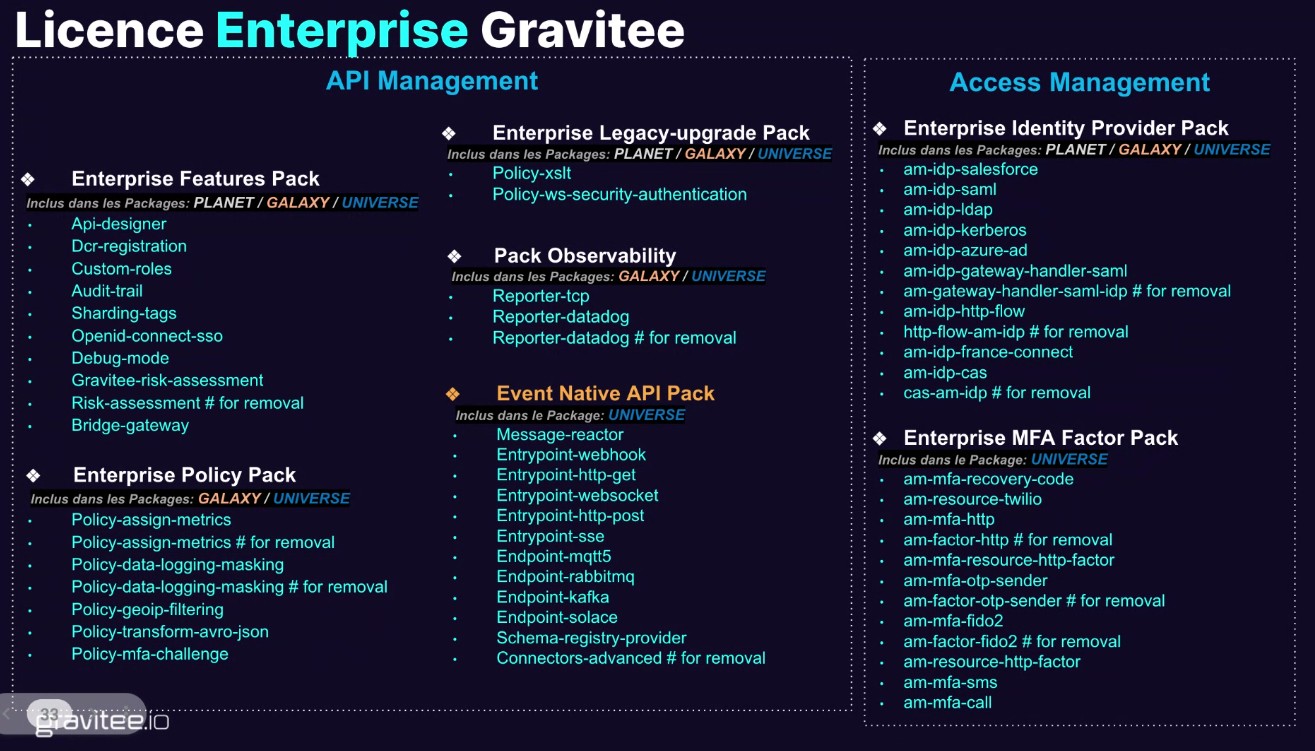 Licence Enterprise Gravitee
API Management
❖ Enterprise Features Pack
Inclus dans les Packages: PLANET / GALAXY / UNIVERSE
• Api-designer
• Dcr-registration
• Custom-roles
• Audit-trail
• Sharding-tags
• Openid-connect-sso
• Debug-mode
• Gravitee-risk-assessment
• Risk-assessment # for removal
• Bridge-gateway
❖ Enterprise Policy Pack
Inclus dans les Packages: GALAXY / UNIVERSE
• Policy-assign-metrics
• Policy-assign-metrics # for removal
• Policy-data-logging-masking
• Policy-data-logging-masking # for removal
• Policy-geoip-filtering
• Policy-transform-avro-json
• Policy-mfa-challenge
❖ Enterprise Legacy-upgrade Pack
Inclus dans les Packages: PLANET / GALAXY / UNIVERSE
• Policy-xslt
• Policy-ws-security-authentication
❖ Pack Observability
Inclus dans les Packages: GALAXY / UNIVERSE
• Reporter-tcp
• Reporter-datadog
• Reporter-datadog # for removal
❖ Event Native API Pack
Inclus dans le Package: UNIVERSE
• Message-reactor
• Entrypoint-webhook
• Entrypoint-http-get
• Entrypoint-websocket
• Entrypoint-http-post
• Entrypoint-sse
• Endpoint-mqtt5
• Endpoint-rabbitmq
• Endpoint-kafka
• Endpoint-solace
• Schema-registry-provider
• Connectors-advanced # for removal
Access Management
❖ Enterprise Identity Provider Pack
Inclus dans les Packages: PLANET / GALAXY / UNIVERSE
• am-idp-salesforce
• am-idp-saml
• am-idp-ldap
• am-idp-kerberos
• am-idp-azure-ad
• am-idp-gateway-handler-saml
• am-gateway-handler-saml-idp # for removal
• am-idp-http-flow
• http-flow-am-idp # for removal
• am-idp-france-connect
• am-idp-cas
• cas-am-idp # for removal
❖ Enterprise MFA Factor Pack
Inclus dans le Package: UNIVERSE
• am-mfa-recovery-code
• am-resource-twilio
• am-mfa-http
• am-factor-http # for removal
• am-mfa-resource-http-factor
• am-mfa-otp-sender
• am-factor-otp-sender # for removal
• am-mfa-fido2
• am-factor-fido2 # for removal
• am-resource-http-factor
• am-mfa-sms
• am-mfa-call
33
gravitee.io